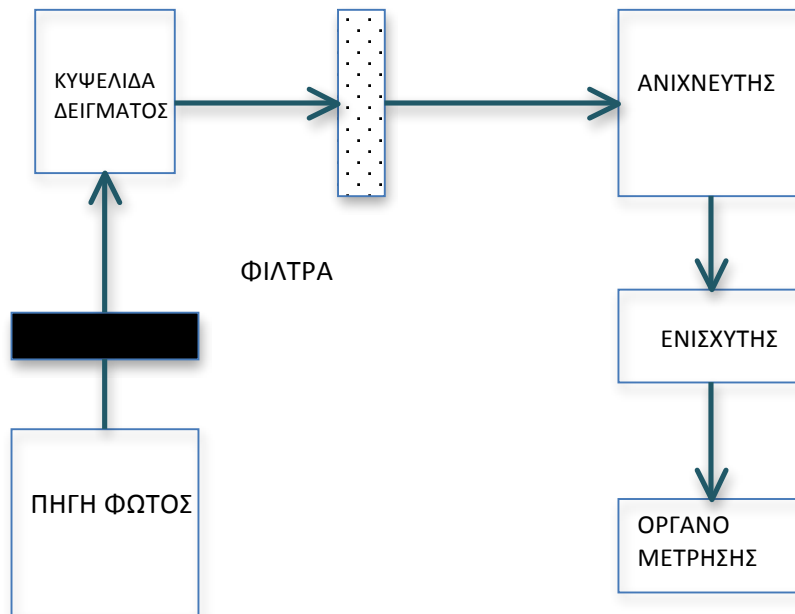 ΚΥΨΕΛΙΔΑ
ΔΕΙΓΜΑΤΟΣ
ΑΝΙΧΝΕΥΤΗΣ
ΦΙΛΤΡΑ
ΕΝΙΣΧΥΤΗΣ
ΠΗΓΗ ΦΩΤΟΣ
ΟΡΓΑΝΟ
ΜΕΤΡΗΣΗΣ